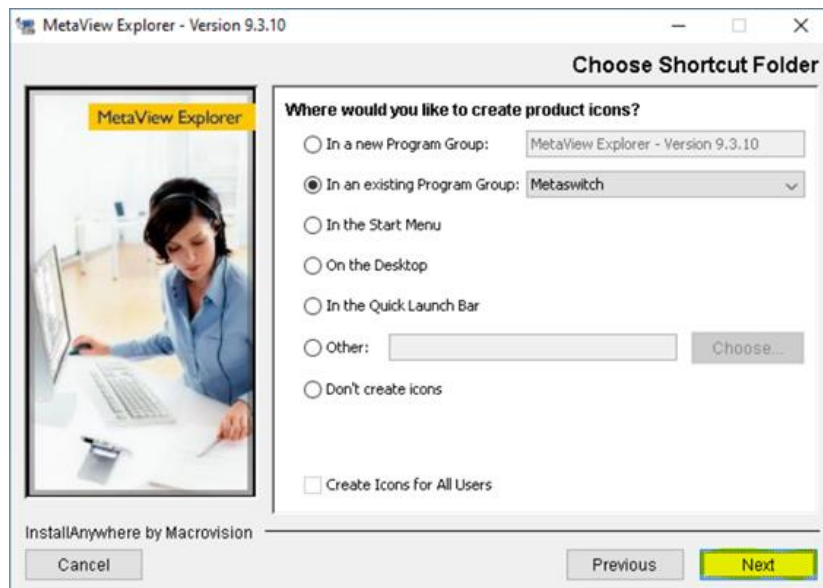 MetaView Explorer - Version 9.3.10
Choose Shortcut Folder
MetaView Explorer
Where would you like to create product icons?
In a new Program Group: MetaView Explorer - Version 9.3.10
In an existing Program Group: Metaswitch
In the Start Menu
On the Desktop
In the Quick Launch Bar
Other: Choose...
Don't create icons
Create Icons for All Users
InstallAnywhere by Macrovision
Cancel Previous Next